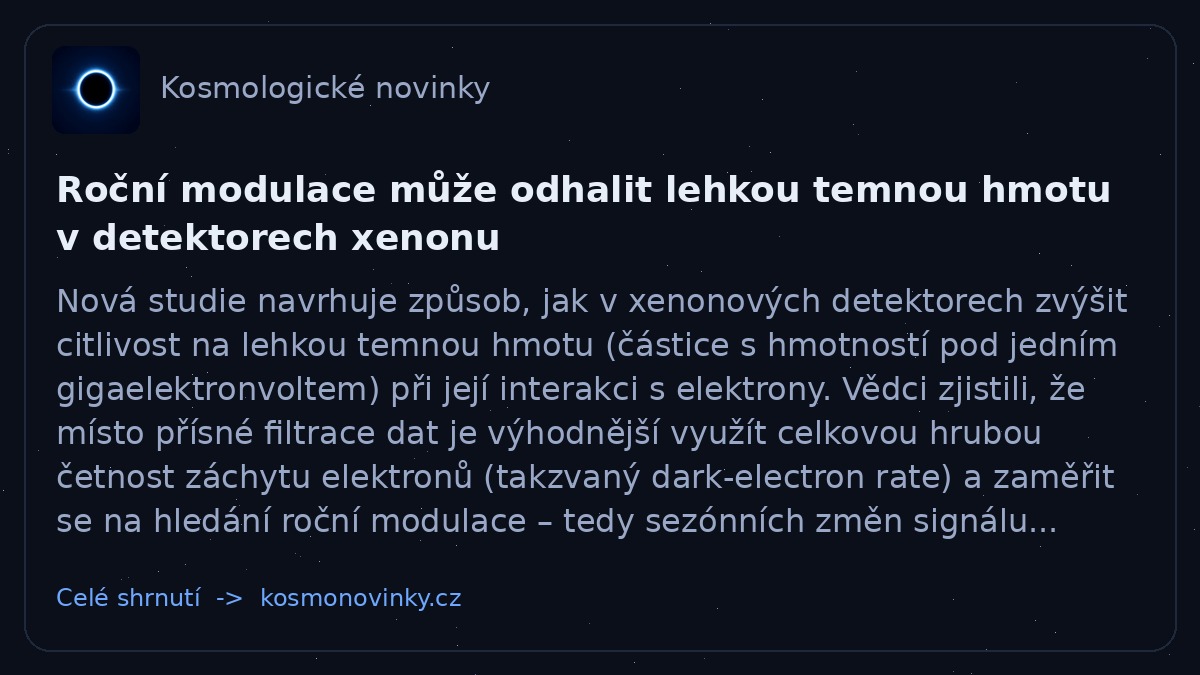 Kosmologické novinky
Roční modulace může odhalit lehkou temnou hmotu
v detektorech xenonu
Nová studie navrhuje způsob, jak v xenonových detektorech zvýšit
citlivost na lehkou temnou hmotu (částice s hmotností pod jedním
gigaelektronvoltem) při její interakci s elektrony. Vědci zjistili, že
místo přísné filtrace dat je výhodnější využít celkovou hrubou
četnost záchytu elektronů (takzvaný dark-electron rate) a zaměřit
se na hledání roční modulace – tedy sezónních změn signálu...
Celé shrnutí -> kosmonovinky.cz